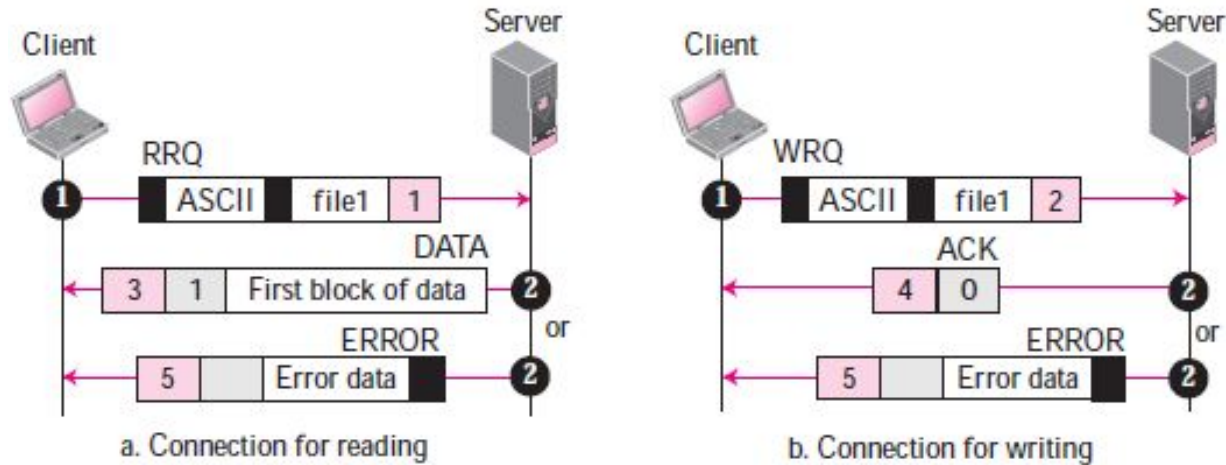 Client
Server
RRQ
1 ASCII file1 1
DATA
3 1 First block of data 2
or
ERROR
5 Error data 2
a. Connection for reading
Client
Server
WRQ
1 ASCII file1 2
ACK
4 0 2
or
ERROR
5 Error data 2
b. Connection for writing